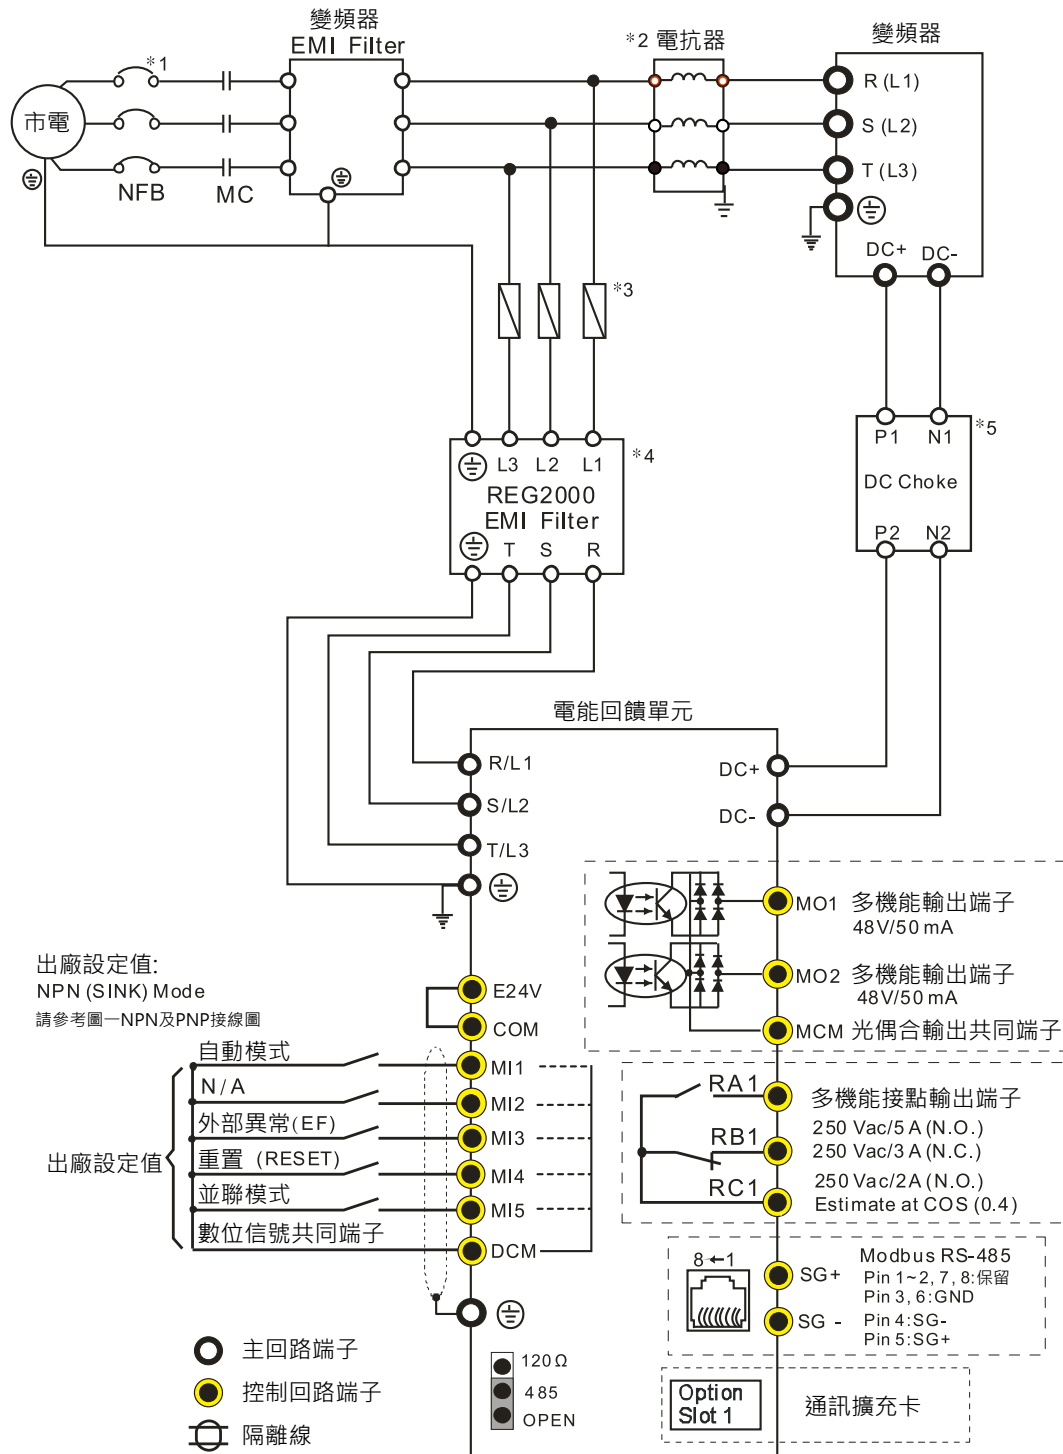 變頻器
EMI Filter
*2 電抗器
變頻器
*1
市電
NFB
MC
R (L1)
S (L2)
T (L3)
DC+
DC-
*3
P1
N1
*5
DC Choke
P2
N2
L3
L2
L1
*4
REG2000
EMI Filter
T
S
R
電能回饋單元
R/L1
DC+
S/L2
DC-
T/L3
MO1
多機能輸出端子
48V/50 mA
MO2
多機能輸出端子
48V/50 mA
MCM
光偶合輸出共同端子
出廠設定值:
NPN (SINK) Mode
請參考圖一NPN及PNP接線圖
E24V
COM
自動模式
MI1
N / A
MI2
外部異常(EF)
MI3
出廠設定值
重置 (RESET)
MI4
並聯模式
MI5
數位信號共同端子
DCM
RA1
多機能接點輸出端子
250 Vac/5 A (N.O.)
RB1
250 Vac/3 A (N.C.)
RC1
250 Vac/2A (N.O.)
Estimate at COS (0.4)
8←1
SG+
SG -
Modbus RS-485
Pin 1~2, 7, 8:保留
Pin 3, 6:GND
Pin 4:SG-
Pin 5:SG+
主回路端子
控制回路端子
隔離線
120Ω
485
OPEN
Option
Slot 1
通訊擴充卡